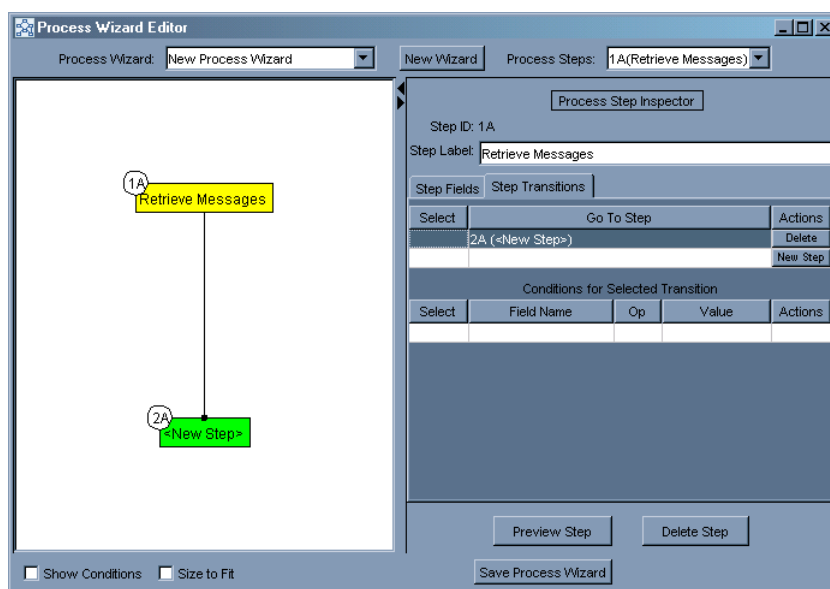 Process Wizard Editor
Process Wizard: New Process Wizard New Wizard Process Steps: 1A(Retrieve Messages)
Process Step Inspector
Step ID: 1A
Step Label: Retrieve Messages
Step Fields Step Transitions
Select Go To Step Actions
2A (<New Step>) Delete
New Step
Conditions for Selected Transition
Select Field Name Op Value Actions
1A
Retrieve Messages
2A
<New Step>
Preview Step Delete Step
Show Conditions Size to Fit Save Process Wizard